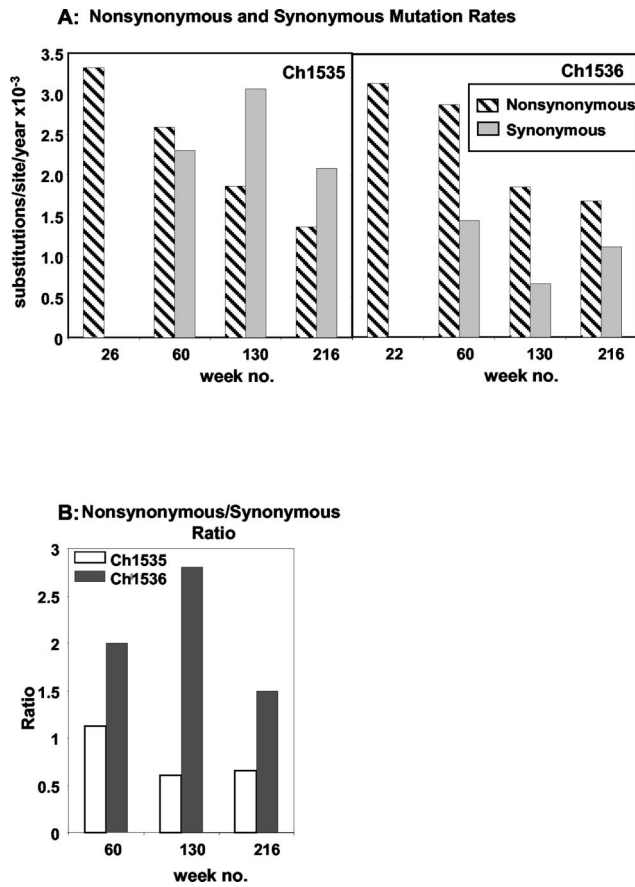 A: Nonsynonymous and Synonymous Mutation Rates
substitutions/site/year x10-3
3.5
3.0
2.5
2.0
1.5
1.0
0.5
0
Ch1535
Ch1536
Nonsynonymous
Synonymous
26 60 130 216 22 60 130 216
week no. week no.
B: Nonsynonymous/Synonymous
Ratio
Ch1535
Ch1536
Ratio
3
2.5
2
1.5
1
0.5
0
60 130 216
week no.